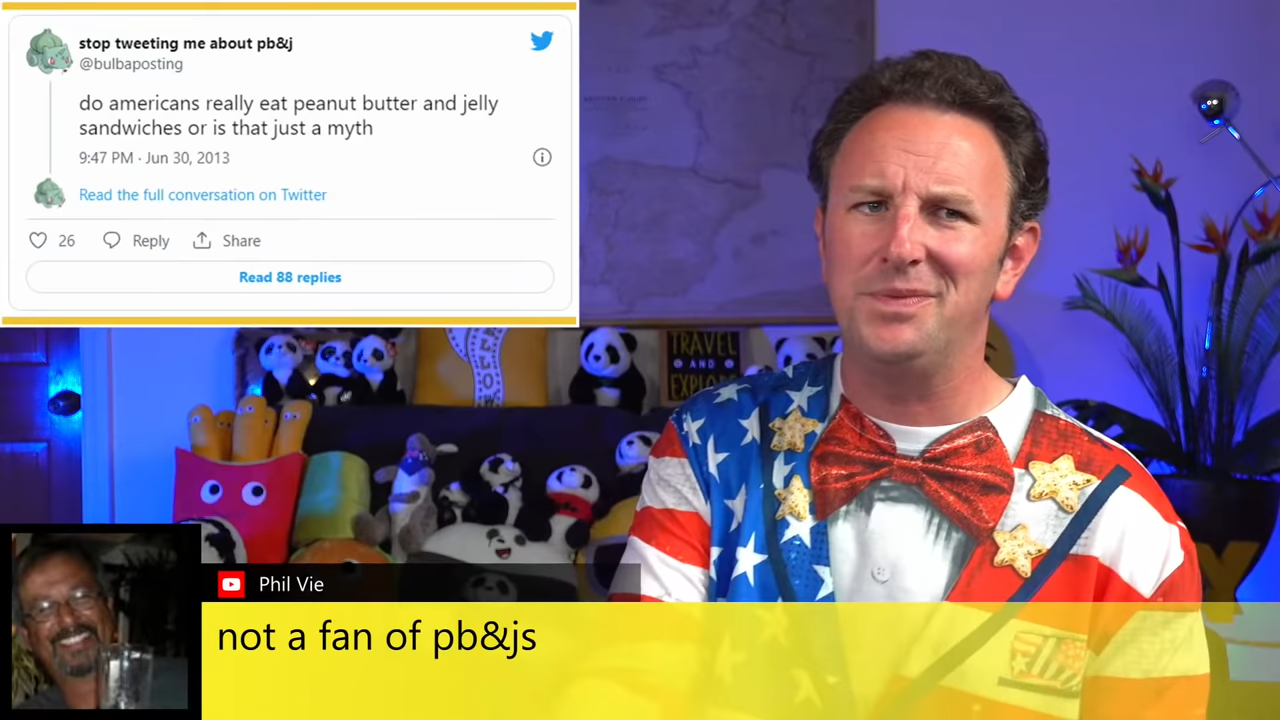 stop tweeting me about pb&j
@bulbaposting
do americans really eat peanut butter and jelly
sandwiches or is that just a myth
9:47 PM · Jun 30, 2013
Read the full conversation on Twitter
26 Reply Share
Read 88 replies
TRAVEL
AND
EXPLORE
Phil Vie
not a fan of pb&js